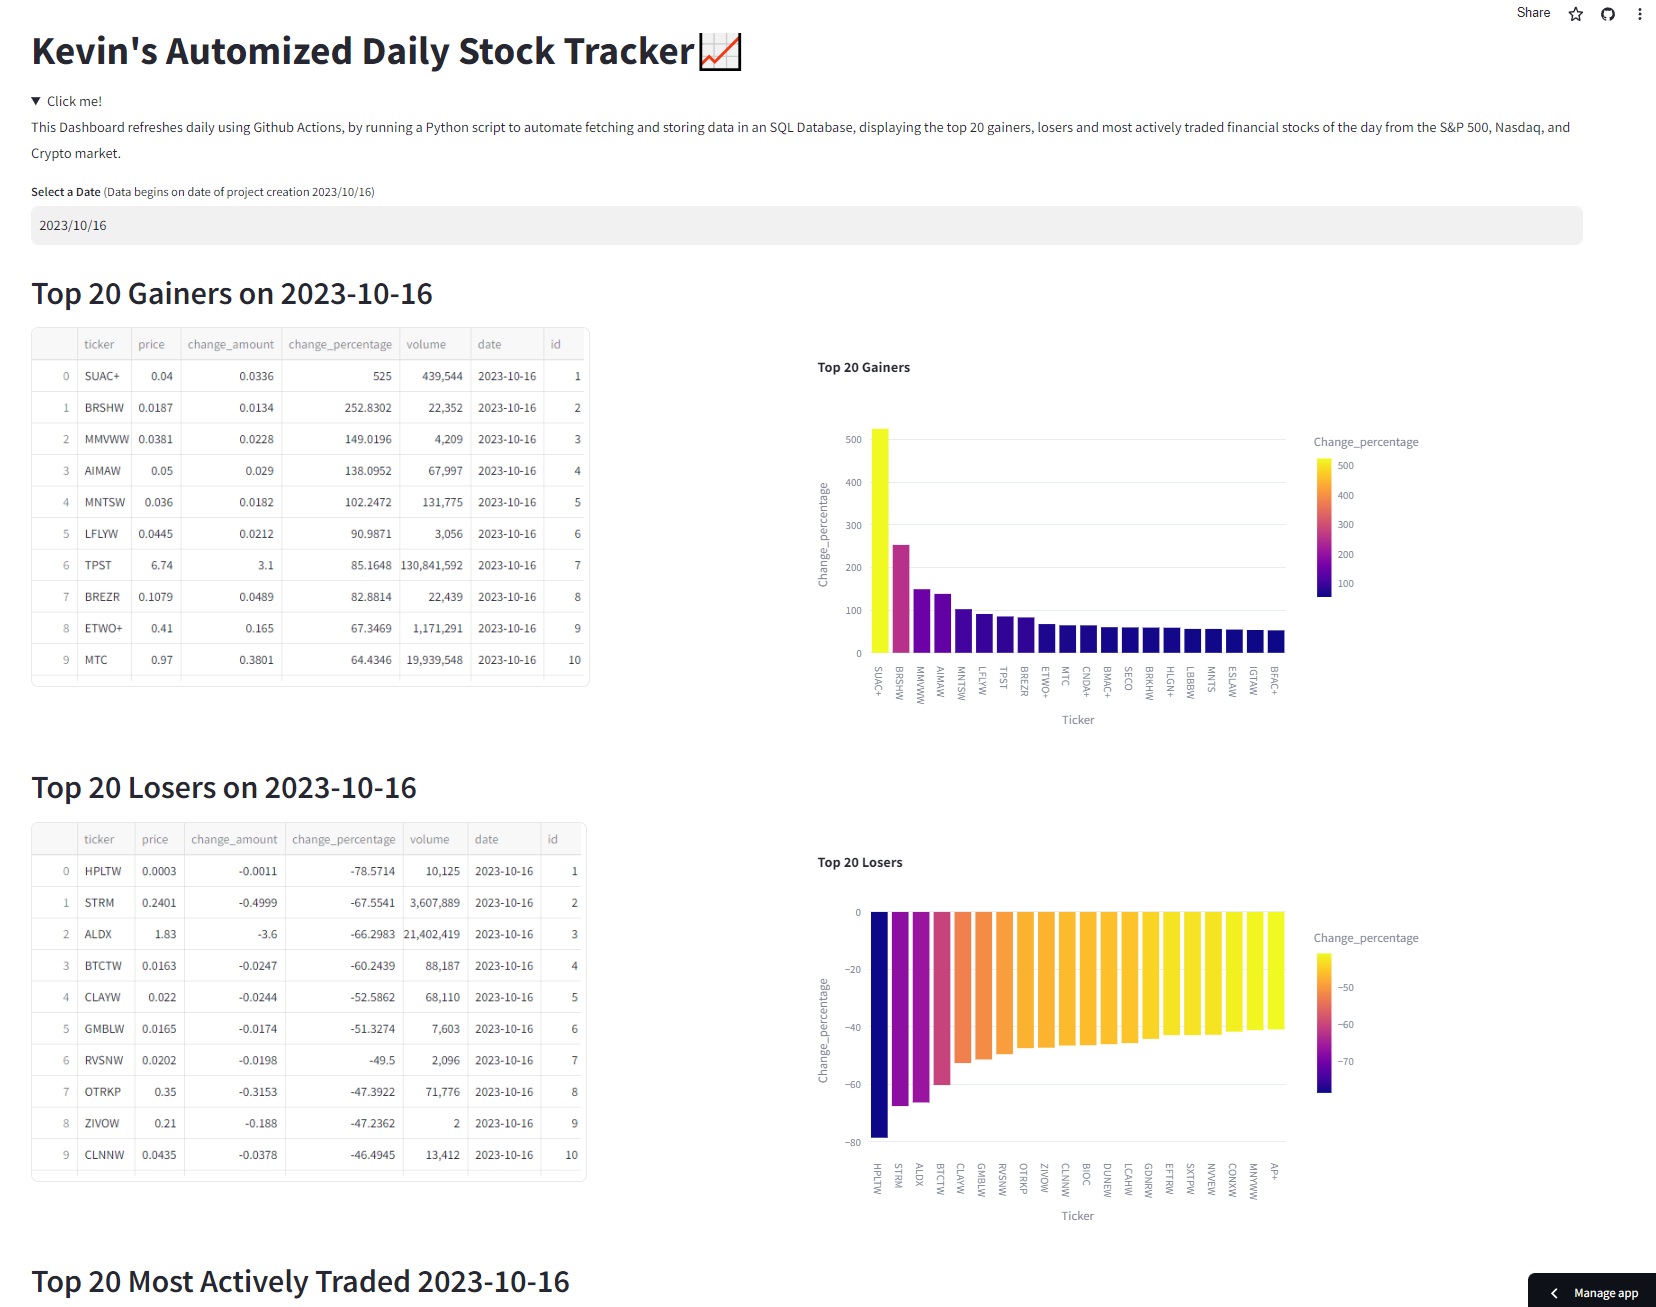 Share
Kevin's Automized Daily Stock Tracker
Click me!
This Dashboard refreshes daily using Github Actions, by running a Python script to automate fetching and storing data in an SQL Database, displaying the top 20 gainers, losers and most actively traded financial stocks of the day from the S&P 500, Nasdaq, and
Crypto market.
Select a Date (Data begins on date of project creation 2023/10/16)
2023/10/16
Top 20 Gainers on 2023-10-16
ticker price change_amount change_percentage volume date id
0 SUAC+ 0.04 0.0336 525 439,544 2023-10-16 1
1 BRSHW 0.0187 0.0134 252.8302 22,352 2023-10-16 2
2 MMVWW 0.0381 0.0228 149.0196 4,209 2023-10-16 3
3 AIMAW 0.05 0.029 138.0952 67,997 2023-10-16 4
4 MNTSW 0.036 0.0182 102.2472 131,775 2023-10-16 5
5 LFLYW 0.0445 0.0212 90.9871 3,056 2023-10-16 6
6 TPST 6.74 3.1 85.1648 130,841,592 2023-10-16 7
7 BREZR 0.1079 0.0489 82.8814 22,439 2023-10-16 8
8 ETWO+ 0.41 0.165 67.3469 1,171,291 2023-10-16 9
9 MTC 0.97 0.3801 64.4346 19,939,548 2023-10-16 10
Top 20 Gainers
Change_percentage
500
400
300
200
100
0
SUAC+ BRSHW MMVWW AIMAW MNTSW LFLYW TPST BREZR ETWO+ MTC CNDA+ BMAC+ SECO BRKHW HLGN+ LBBBW MNTS ESLAW IGTAW BFAC+
Ticker
Change_percentage
500
400
300
200
100
Top 20 Losers on 2023-10-16
ticker price change_amount change_percentage volume date id
0 HPLTW 0.0003 -0.0011 -78.5714 10,125 2023-10-16 1
1 STRM 0.2401 -0.4999 -67.5541 3,607,889 2023-10-16 2
2 ALDX 1.83 -3.6 -66.2983 21,402,419 2023-10-16 3
3 BTCTW 0.0163 -0.0247 -60.2439 88,187 2023-10-16 4
4 CLAYW 0.022 -0.0244 -52.5862 68,110 2023-10-16 5
5 GMBLW 0.0165 -0.0174 -51.3274 7,603 2023-10-16 6
6 RVSNW 0.0202 -0.0198 -49.5 2,096 2023-10-16 7
7 OTRKP 0.35 -0.3153 -47.3922 71,776 2023-10-16 8
8 ZIVOW 0.21 -0.188 -47.2362 2 2023-10-16 9
9 CLNNW 0.0435 -0.0378 -46.4945 13,412 2023-10-16 10
Top 20 Losers
Change_percentage
0
−20
−40
−60
−80
HPLTW STRM ALDX BTCTW CLAYW GMBLW RVSNW OTRKP ZIVOW CLNNW BIOC DUNEW LCAHW GDNRW EFTRW SXTPW NVVEW CONXW MNYWW AP+
Ticker
Change_percentage
−50
−60
−70
Top 20 Most Actively Traded 2023-10-16
Manage app